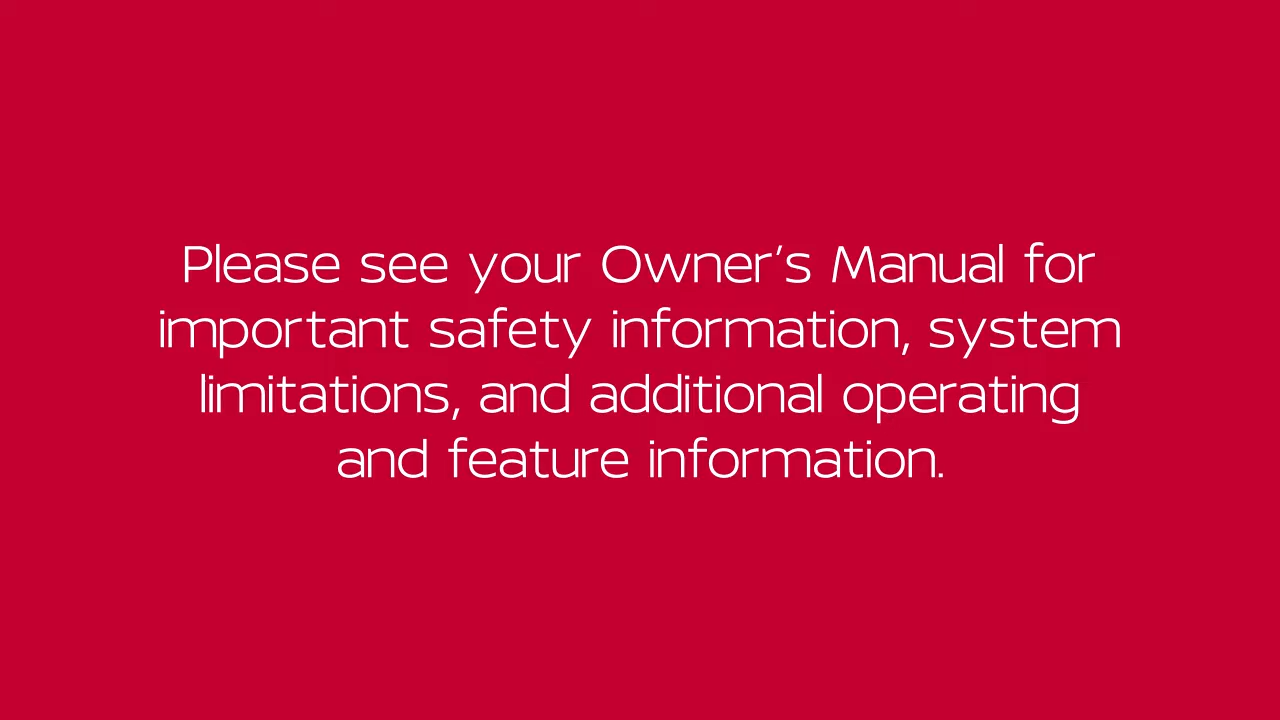 Please see your Owner’s Manual for
important safety information, system
limitations, and additional operating
and feature information.